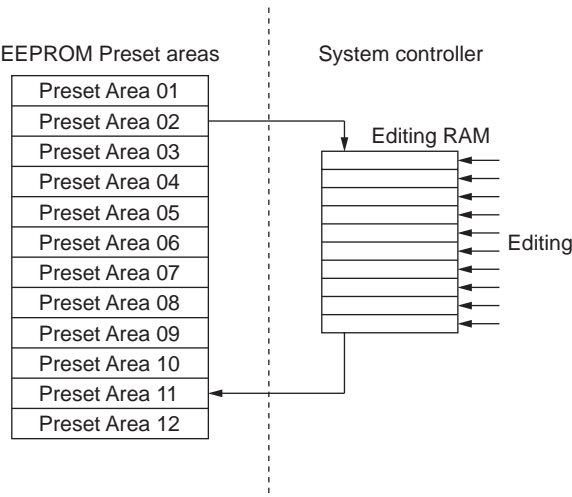 EEPROM Preset areas
System controller
Preset Area 01
Preset Area 02
Preset Area 03
Preset Area 04
Preset Area 05
Preset Area 06
Preset Area 07
Preset Area 08
Preset Area 09
Preset Area 10
Preset Area 11
Preset Area 12
Editing RAM
Editing